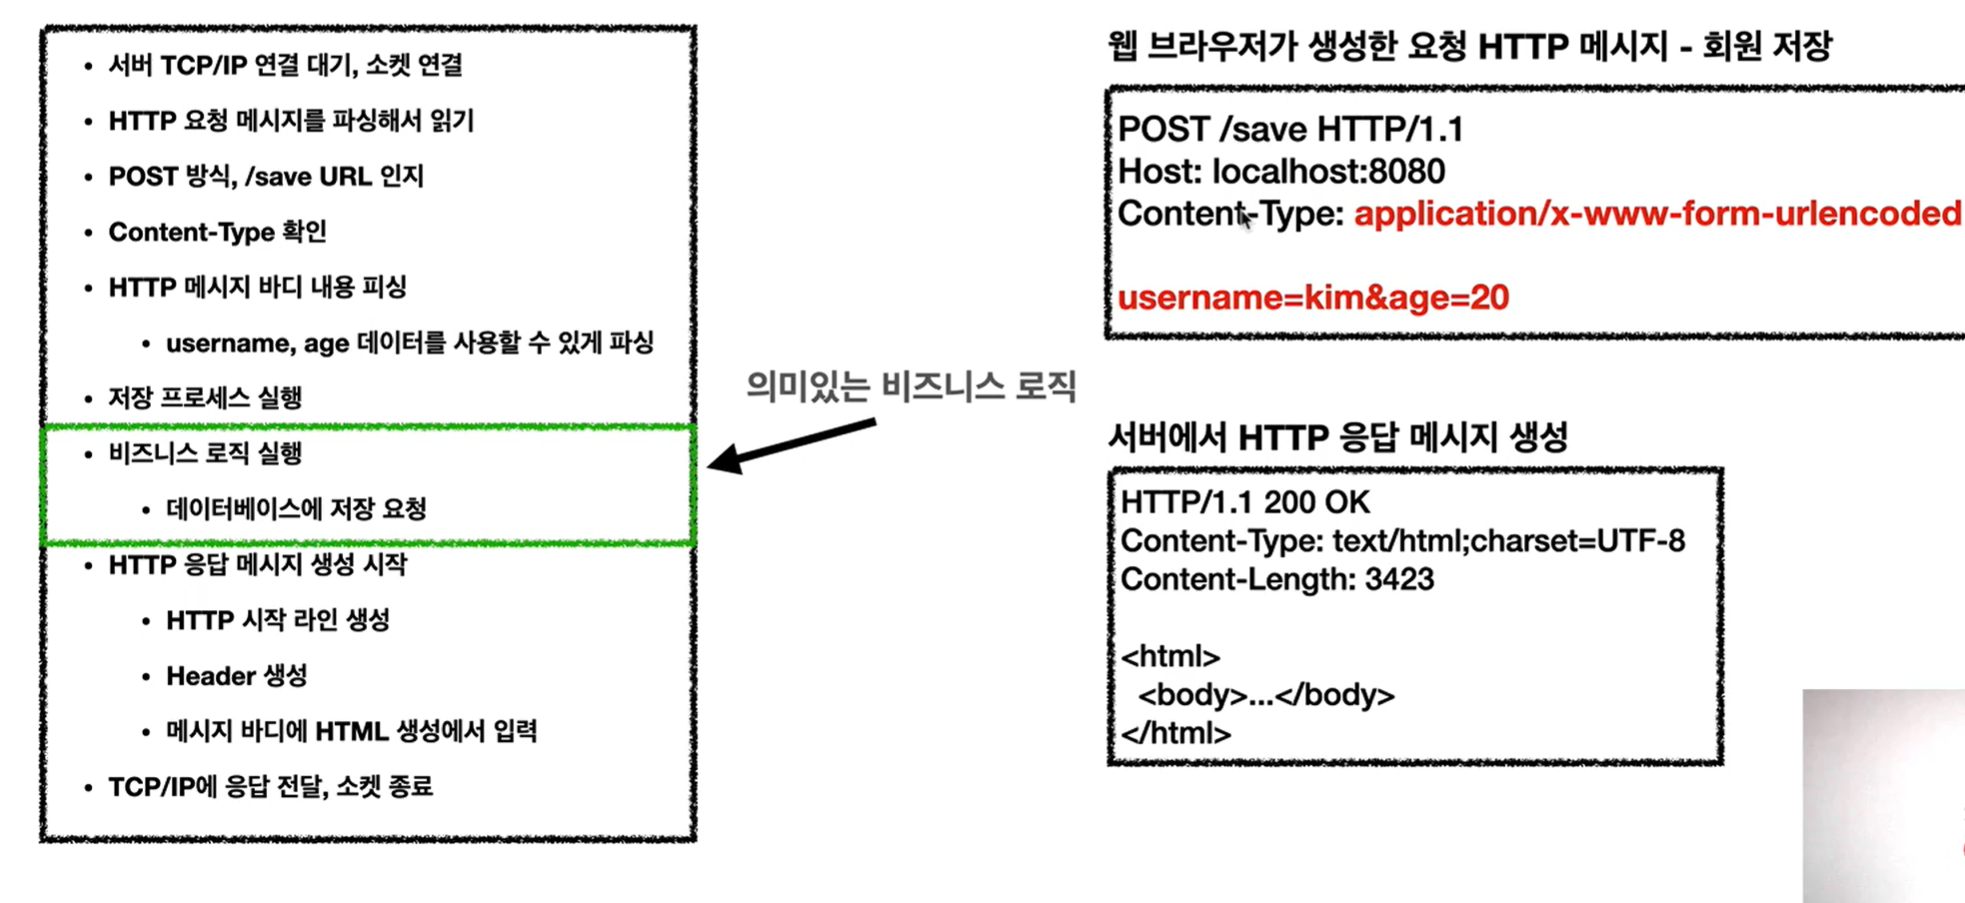 서버 TCP/IP 연결 대기, 소켓 연결
HTTP 요청 메시지를 파싱해서 읽기
POST 방식, /save URL 인지
Content-Type 확인
HTTP 메시지 바디 내용 피싱
username, age 데이터를 사용할 수 있게 파싱
저장 프로세스 실행
비즈니스 로직 실행
데이터베이스에 저장 요청
HTTP 응답 메시지 생성 시작
HTTP 시작 라인 생성
Header 생성
메시지 바디에 HTML 생성에서 입력
TCP/IP에 응답 전달, 소켓 종료
의미있는 비즈니스 로직
웹 브라우저가 생성한 요청 HTTP 메시지 - 회원 저장
POST /save HTTP/1.1
Host: localhost:8080
Content-Type: application/x-www-form-urlencoded
username=kim&age=20
서버에서 HTTP 응답 메시지 생성
HTTP/1.1 200 OK
Content-Type: text/html;charset=UTF-8
Content-Length: 3423
<html>
<body>...</body>
</html>